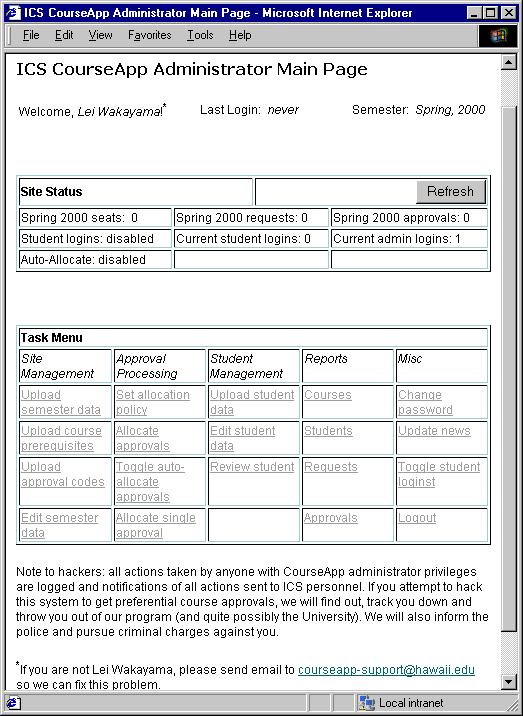 ICS CourseApp Administrator Main Page - Microsoft Internet Explorer
File Edit View Favorites Tools Help
ICS CourseApp Administrator Main Page
Welcome, Lei Wakayama!* Last Login: never Semester: Spring, 2000
Site Status Refresh
Spring 2000 seats: 0 Spring 2000 requests: 0 Spring 2000 approvals: 0
Student logins: disabled Current student logins: 0 Current admin logins: 1
Auto-Allocate: disabled
Task Menu
Site Management Approval Processing Student Management Reports Misc
Upload semester data Set allocation policy Upload student data Courses Change password
Upload course prerequisites Allocate approvals Edit student data Students Update news
Upload approval codes Toggle auto-allocate approvals Review student Requests Toggle student loginst
Edit semester data Allocate single approval Approvals Logout
Note to hackers: all actions taken by anyone with CourseApp administrator privileges
are logged and notifications of all actions sent to ICS personnel. If you attempt to hack
this system to get preferential course approvals, we will find out, track you down and
throw you out of our program (and quite possibly the University). We will also inform the
police and pursue criminal charges against you.
*If you are not Lei Wakayama, please send email to courseapp-support@hawaii.edu
so we can fix this problem.
Local intranet